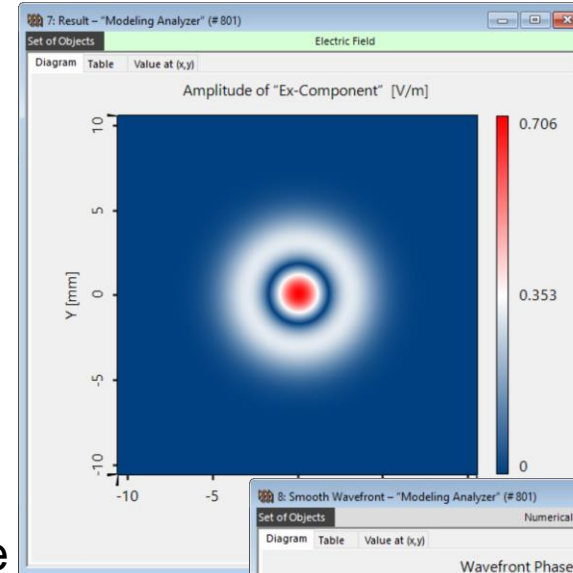 7: Result – "Modeling Analyzer" (# 801)
Set of Objects
Electric Field
Diagram Table Value at (x,y)
Amplitude of "Ex-Component" [V/m]
10
5
0
-5
-10
Y [mm]
-10 -5
0.706
0.353
0
8: Smooth Wavefront – "Modeling Analyzer" (# 801)
Set of Objects
Numerical
Diagram Table Value at (x,y)
Wavefront Phase
e